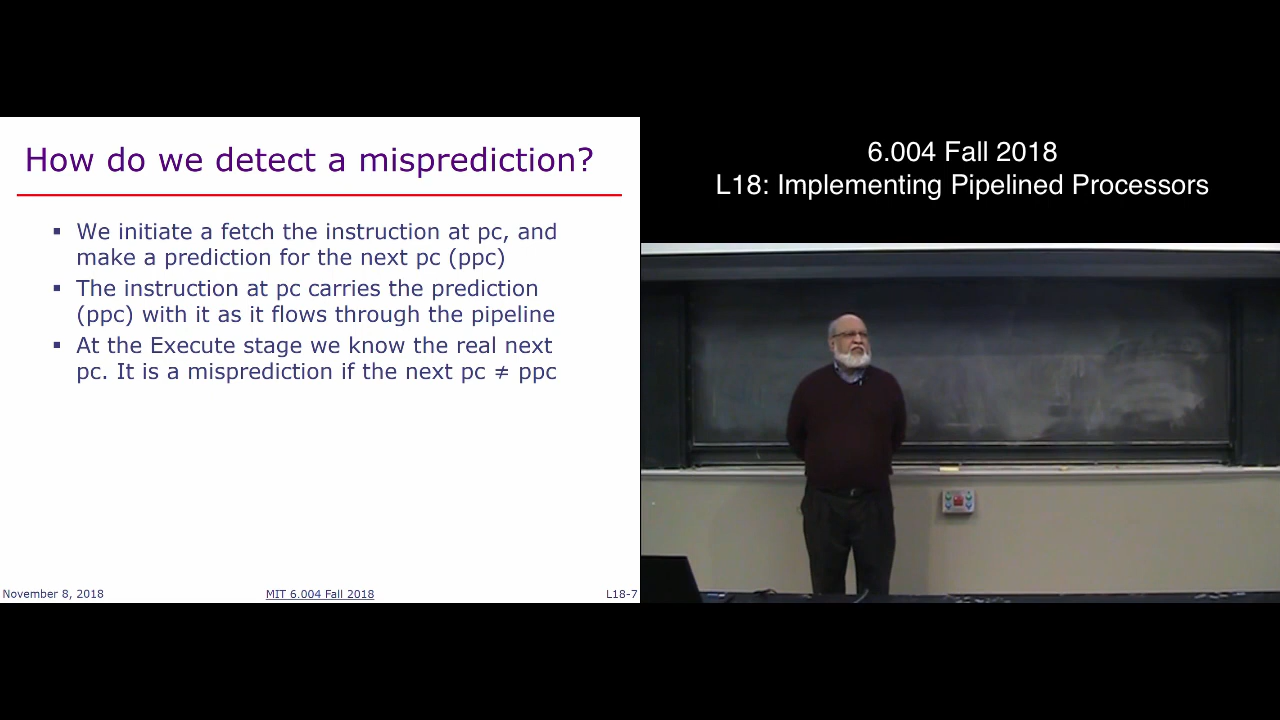 How do we detect a misprediction?
▪ We initiate a fetch the instruction at pc, and
make a prediction for the next pc (ppc)
▪ The instruction at pc carries the prediction
(ppc) with it as it flows through the pipeline
▪ At the Execute stage we know the real next
pc. It is a misprediction if the next pc ≠ ppc
November 8, 2018
MIT 6.004 Fall 2018
L18-7
6.004 Fall 2018
L18: Implementing Pipelined Processors